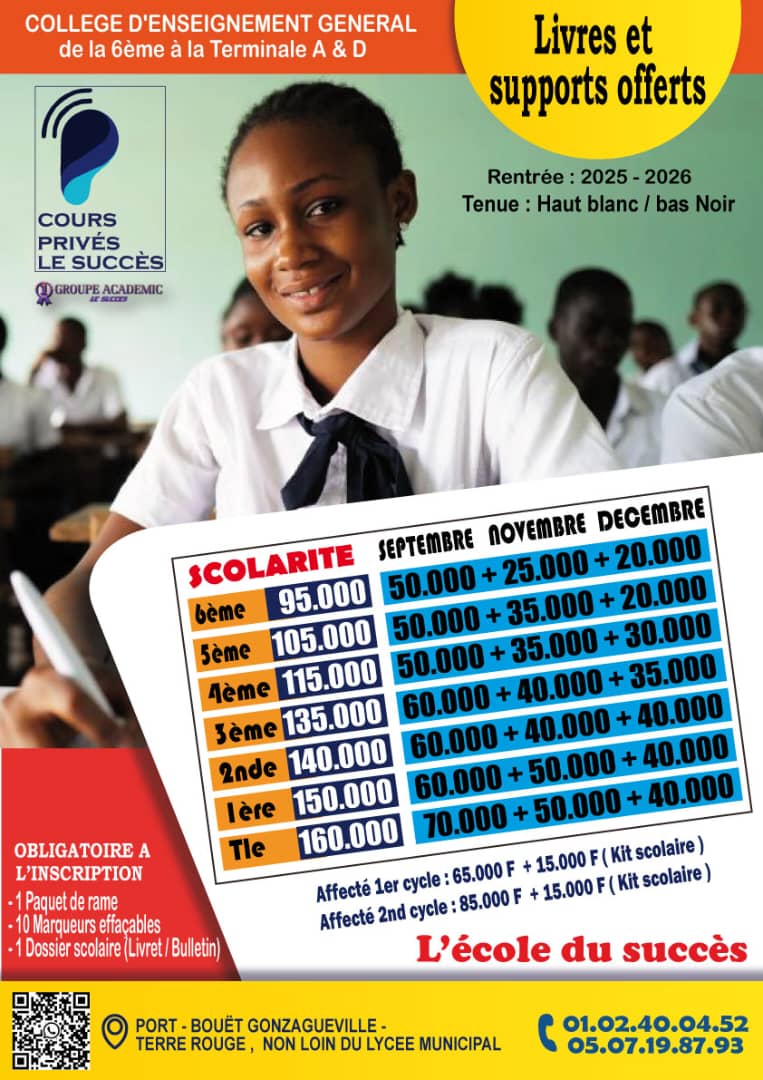 COLLEGE D'ENSEIGNEMENT GENERAL
de la 6ème à la Terminale A & D
Livres et
supports offerts
Rentrée : 2025 - 2026
Tenue : Haut blanc / bas Noir
COURS
PRIVÉS
LE SUCCÈS
GROUPE ACADEMIC
LE SUCCES
SCOLARITE SEPTEMBRE NOVEMBRE DECEMBRE
6ème 95.000 50.000 + 25.000 + 20.000
5ème 105.000 50.000 + 35.000 + 20.000
4ème 115.000 50.000 + 35.000 + 30.000
3ème 135.000 60.000 + 40.000 + 35.000
2nde 140.000 60.000 + 40.000 + 40.000
1ère 150.000 60.000 + 50.000 + 40.000
Tle 160.000 70.000 + 50.000 + 40.000
Affecté 1er cycle : 65.000 F + 15.000 F ( Kit scolaire )
Affecté 2nd cycle : 85.000 F + 15.000 F ( Kit scolaire )
OBLIGATOIRE A
L'INSCRIPTION
- 1 Paquet de rame
- 10 Marqueurs effaçables
- 1 Dossier scolaire (Livret / Bulletin)
L'école du succès
PORT - BOUËT GONZAGUEVILLE -
TERRE ROUGE , NON LOIN DU LYCEE MUNICIPAL
01.02.40.04.52
05.07.19.87.93